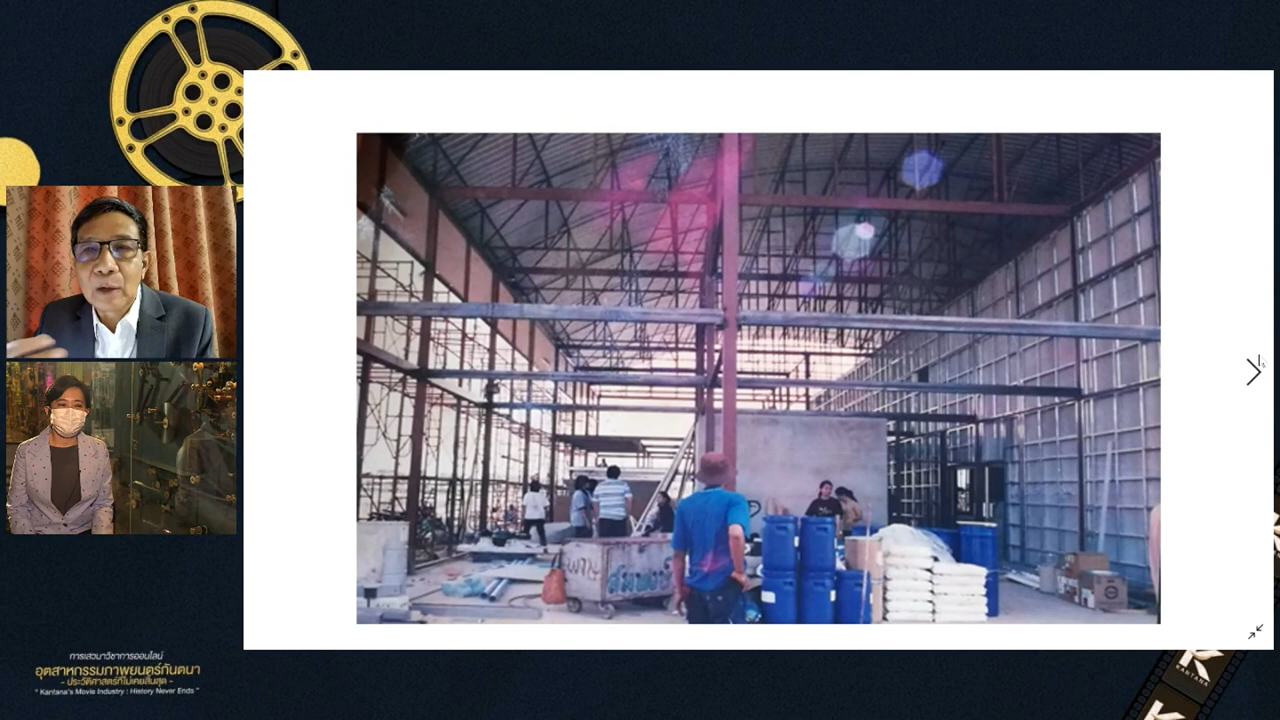 การเสวนาวิชาการออนไลน์
อุตสาหกรรมภาพยนตร์กันตนา
- ประวัติศาสตร์ที่ไม่เคยสิ้นสุด -
" Kantana's Movie Industry : History Never Ends "
KANTANA